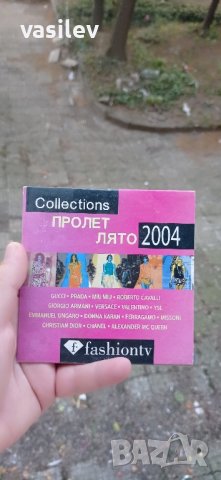 vasilev
Collections
ПРОЛЕТ
ЛЯТО 2004
GUCCI • PRADA • MIU MIU • ROBERTO CAVALLI
GIORGIO ARMANI • VERSACE • VALENTINO • YSL
EMMANUEL UNGARO • DONNA KARAN • FERRAGAMO • MISSONI
CHRISTIAN DIOR • CHANEL • ALEXANDER MC QUEEN
f fashiontv
bazar.bg